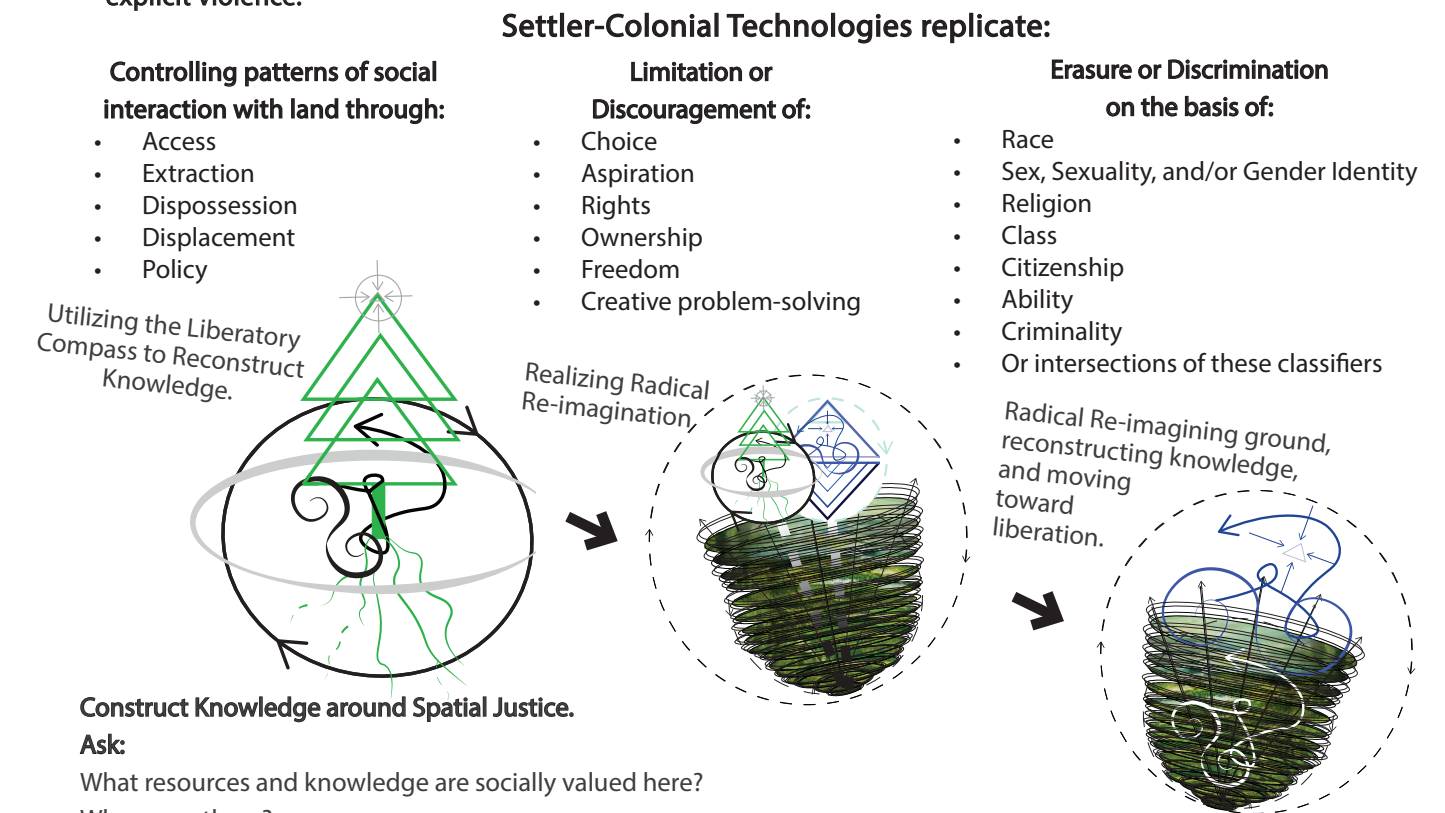 explicit violence.
Settler-Colonial Technologies replicate:
Controlling patterns of social
interaction with land through:
• Access
• Extraction
• Dispossession
• Displacement
• Policy
Limitation or
Discouragement of:
• Choice
• Aspiration
• Rights
• Ownership
• Freedom
• Creative problem-solving
Erasure or Discrimination
on the basis of:
• Race
• Sex, Sexuality, and/or Gender Identity
• Religion
• Class
• Citizenship
• Ability
• Criminality
• Or intersections of these classifiers
Utilizing the Liberatory
Compass to Reconstruct
Knowledge.
Realizing Radical
Re-imagination
Radical Re-imagining ground,
reconstructing knowledge,
and moving
toward
liberation.
Construct Knowledge around Spatial Justice.
Ask:
What resources and knowledge are socially valued here?